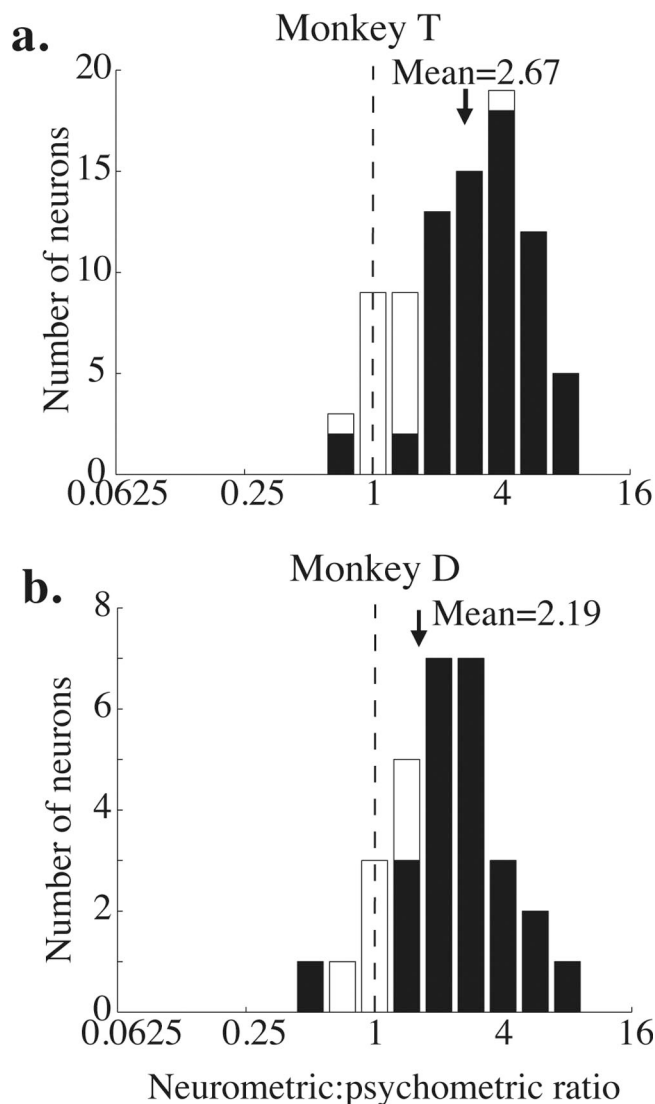 a.
Monkey T
Mean=2.67
Number of neurons
20
15
10
5
0
0.0625 0.25 1 4 16
b.
Monkey D
Mean=2.19
Number of neurons
8
6
4
2
0
0.0625 0.25 1 4 16
Neurometric:psychometric ratio